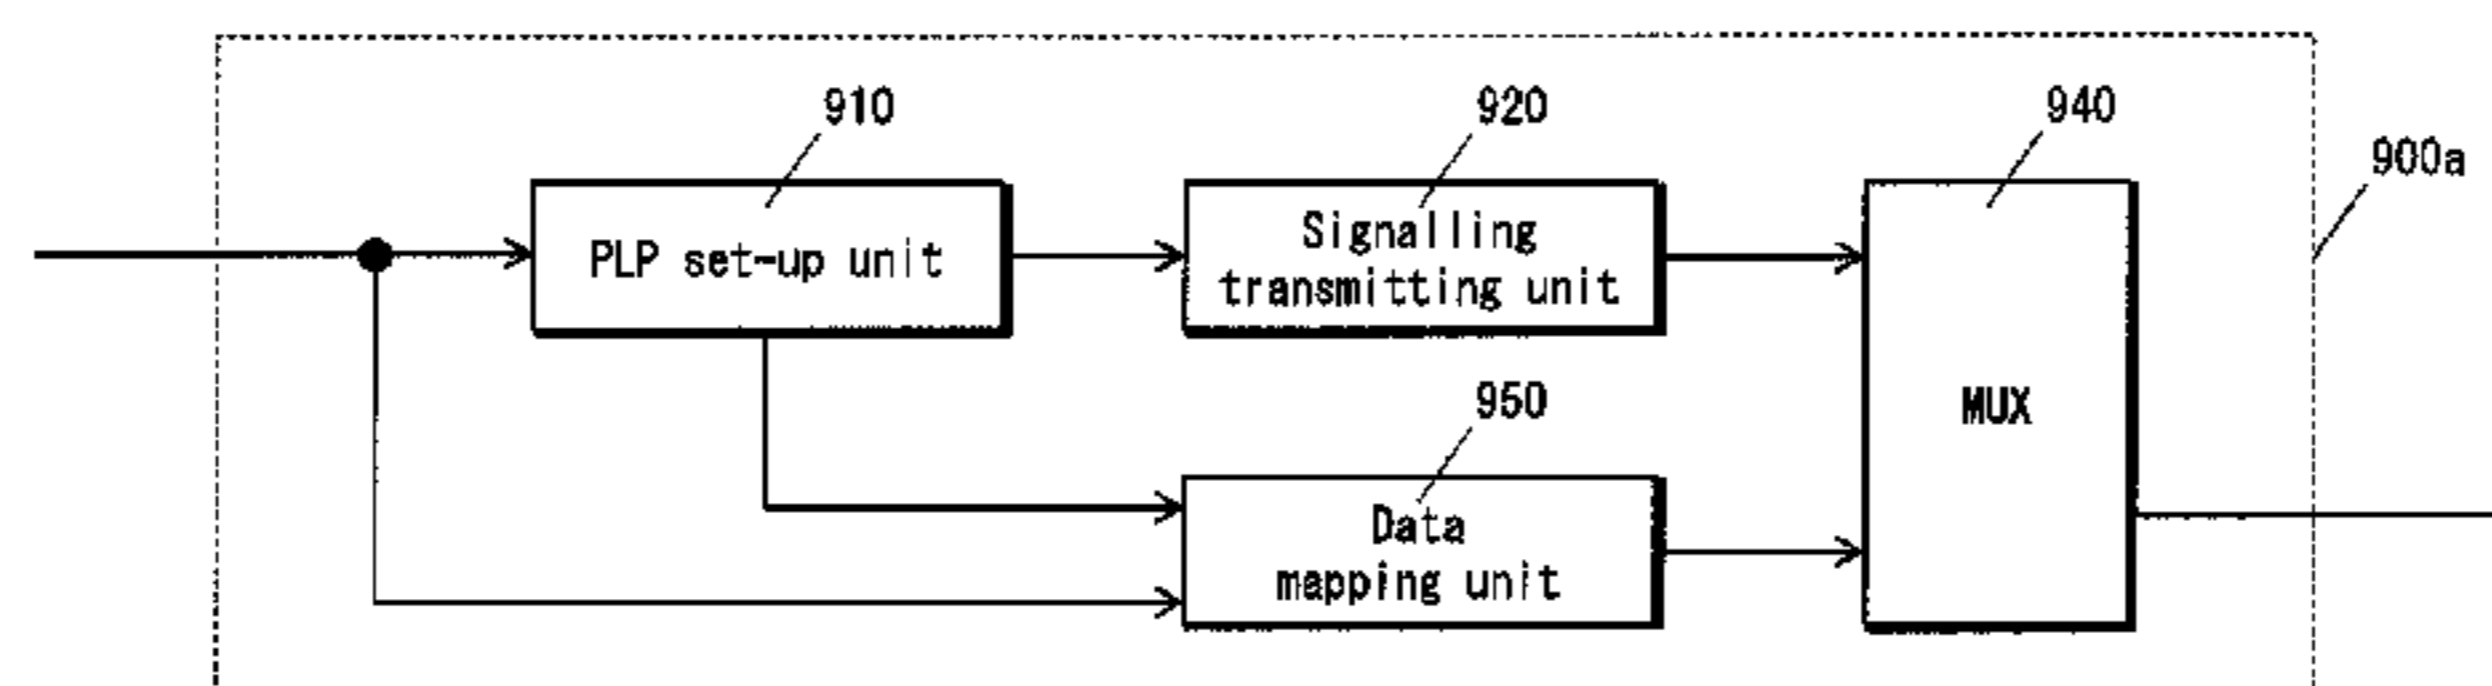 910
920
940
900a
PLP set-up unit
Signalling
transmitting unit
950
MUX
Data
mapping unit